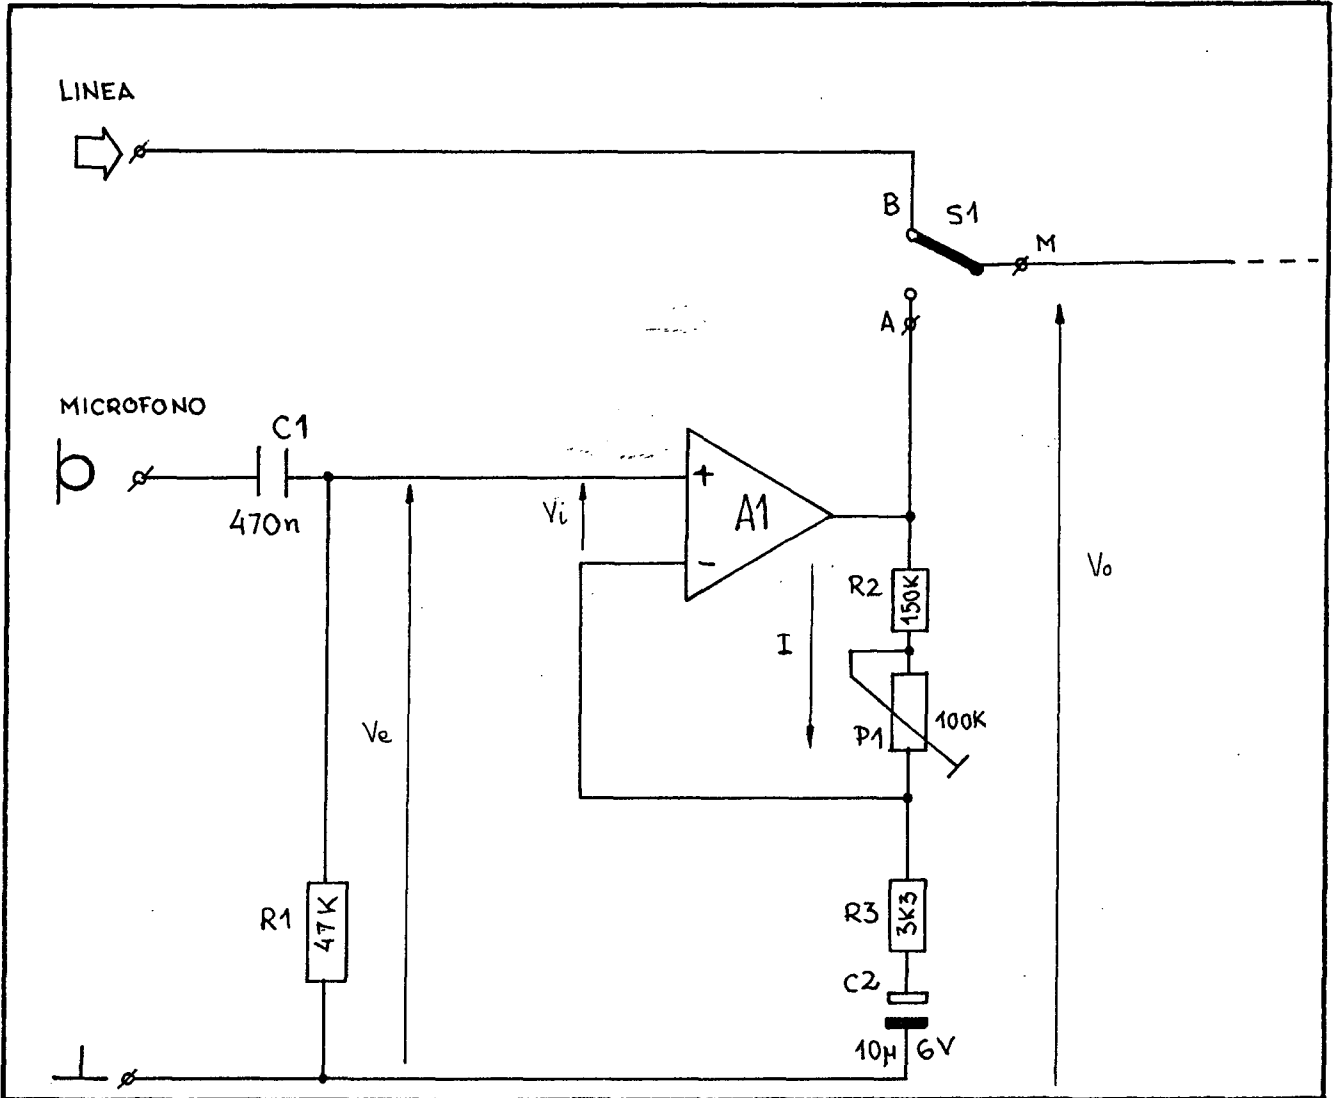 LINEA
B
S1
M
A
MICROFONO
C1
470n
Vi
+
A1
-
R2
150K
Vo
I
Ve
P1
100K
R1
47K
R3
3K3
C2
10µ 6V